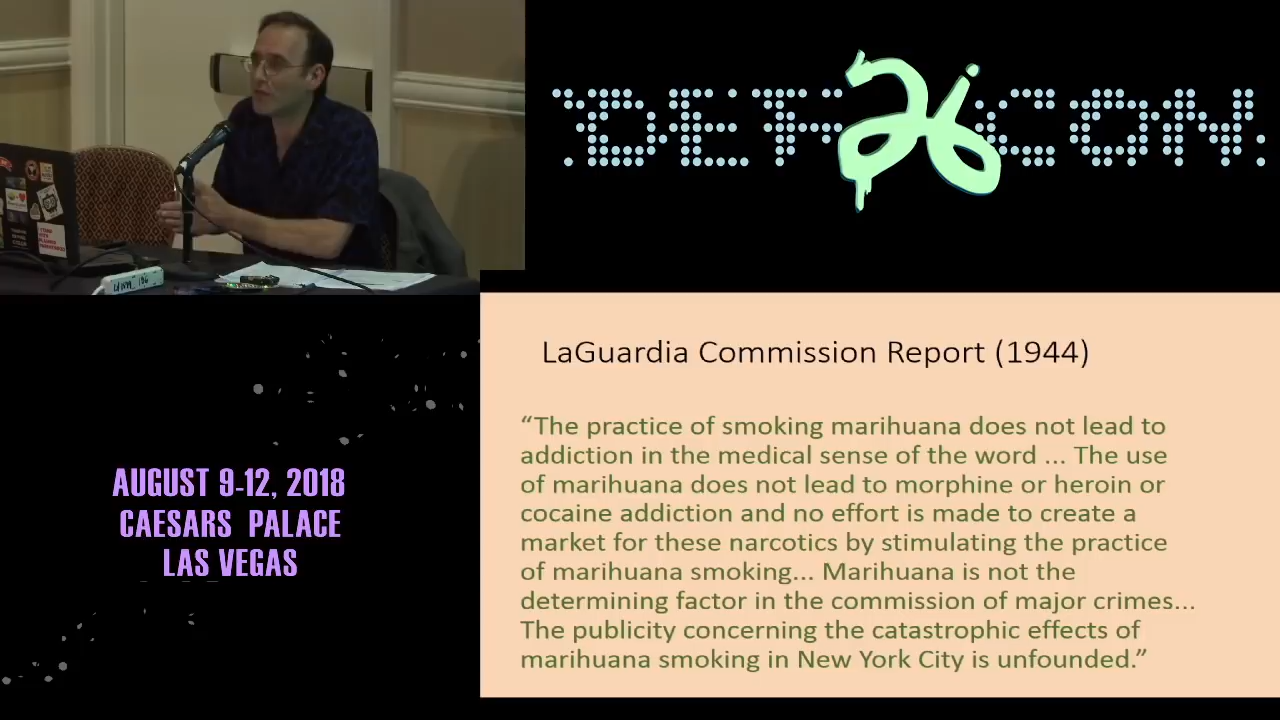 DEF 26 CON
LaGuardia Commission Report (1944)
“The practice of smoking marihuana does not lead to
addiction in the medical sense of the word ... The use
of marihuana does not lead to morphine or heroin or
cocaine addiction and no effort is made to create a
market for these narcotics by stimulating the practice
of marihuana smoking... Marihuana is not the
determining factor in the commission of major crimes...
The publicity concerning the catastrophic effects of
marihuana smoking in New York City is unfounded.”
AUGUST 9-12, 2018
CAESARS PALACE
LAS VEGAS